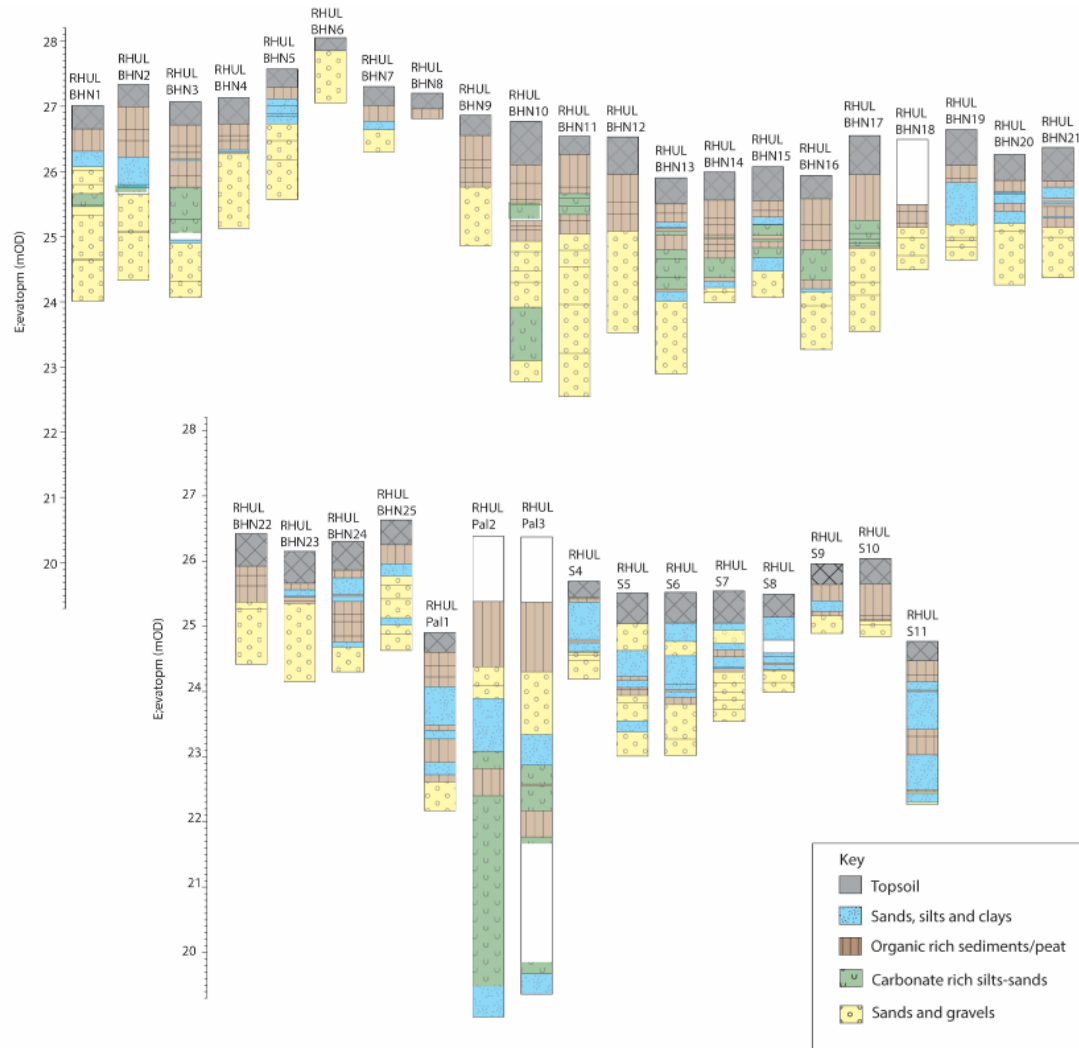 RHUL
BHN1
RHUL
BHN2
RHUL
BHN3
RHUL
BHN4
RHUL
BHN5
RHUL
BHN6
RHUL
BHN7
RHUL
BHN8
RHUL
BHN9
RHUL
BHN10
RHUL
BHN11
RHUL
BHN12
RHUL
BHN13
RHUL
BHN14
RHUL
BHN15
RHUL
BHN16
RHUL
BHN17
RHUL
BHN18
RHUL
BHN19
RHUL
BHN20
RHUL
BHN21
28
27
26
25
24
23
22
21
20
E;evatopm (mOD)
28
27
26
25
24
23
22
21
20
E;evatopm (mOD)
RHUL
BHN22
RHUL
BHN23
RHUL
BHN24
RHUL
BHN25
RHUL
Pal1
RHUL
Pal2
RHUL
Pal3
RHUL
S4
RHUL
S5
RHUL
S6
RHUL
S7
RHUL
S8
RHUL
S9
RHUL
S10
RHUL
S11
Key
Topsoil
Sands, silts and clays
Organic rich sediments/peat
Carbonate rich silts-sands
Sands and gravels